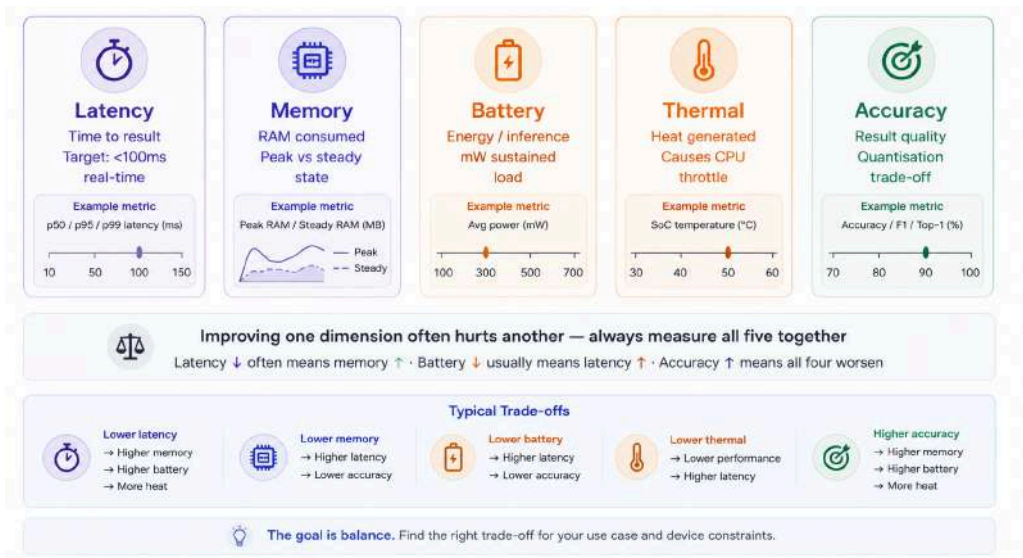 Latency
Time to result
Target: <100ms
real-time
Example metric
p50 / p95 / p99 latency (ms)
10 50 100 150
Memory
RAM consumed
Peak vs steady
state
Example metric
Peak RAM / Steady RAM (MB)
Peak
Steady
Battery
Energy / inference
mW sustained
load
Example metric
Avg power (mW)
100 300 500 700
Thermal
Heat generated
Causes CPU
throttle
Example metric
SoC temperature (°C)
30 40 50 60
Accuracy
Result quality
Quantisation
trade-off
Example metric
Accuracy / F1 / Top-1 (%)
70 80 90 100
Improving one dimension often hurts another — always measure all five together
Latency ↓ often means memory ↑ · Battery ↓ usually means latency ↑ · Accuracy ↑ means all four worsen
Typical Trade-offs
Lower latency
→ Higher memory
→ Higher battery
→ More heat
Lower memory
→ Higher latency
→ Lower accuracy
Lower battery
→ Higher latency
→ Lower accuracy
Lower thermal
→ Lower performance
→ Higher latency
Higher accuracy
→ Higher memory
→ Higher battery
→ More heat
The goal is balance. Find the right trade-off for your use case and device constraints.